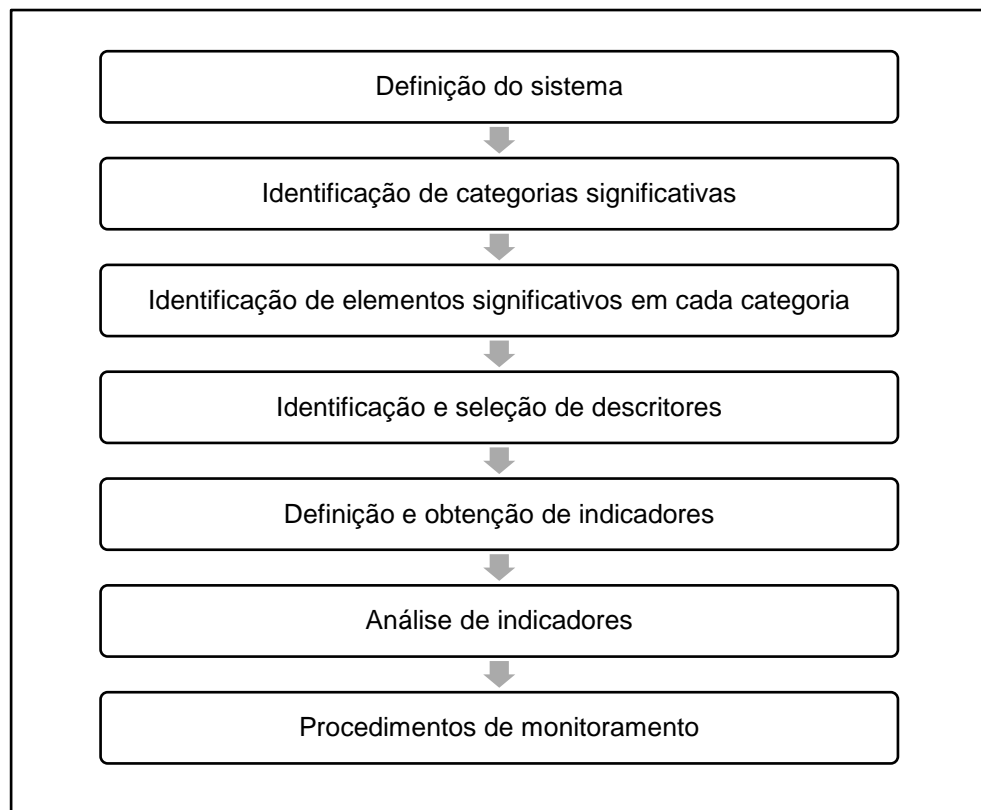 Definição do sistema
Identificação de categorias significativas
Identificação de elementos significativos em cada categoria
Identificação e seleção de descritores
Definição e obtenção de indicadores
Análise de indicadores
Procedimentos de monitoramento